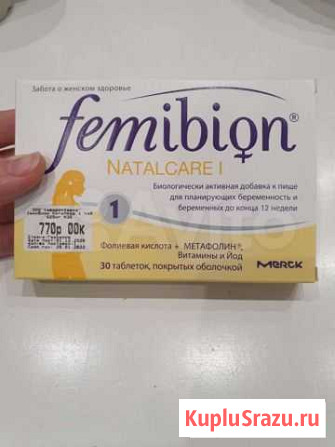 Забота о женском здоровье
femibion®
NATALCARE I
Биологически активная добавка к пище
для планирующих беременность и
беременных до конца 12 недели
1
770р 00к
Фолиевая кислота + МЕТАФОЛИН®,
Витамины и Йод
30 таблеток, покрытых оболочкой
MERCK
Avito
KupluSrazu.ru